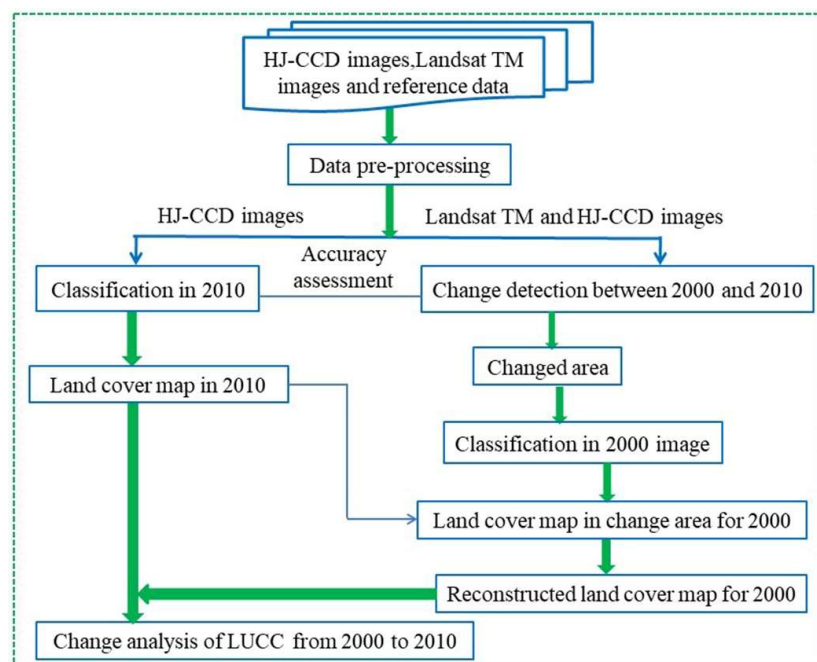 HJ-CCD images,Landsat TM
images and reference data
Data pre-processing
HJ-CCD images
Landsat TM and HJ-CCD images
Accuracy
assessment
Classification in 2010
Change detection between 2000 and 2010
Changed area
Land cover map in 2010
Classification in 2000 image
Land cover map in change area for 2000
Reconstructed land cover map for 2000
Change analysis of LUCC from 2000 to 2010